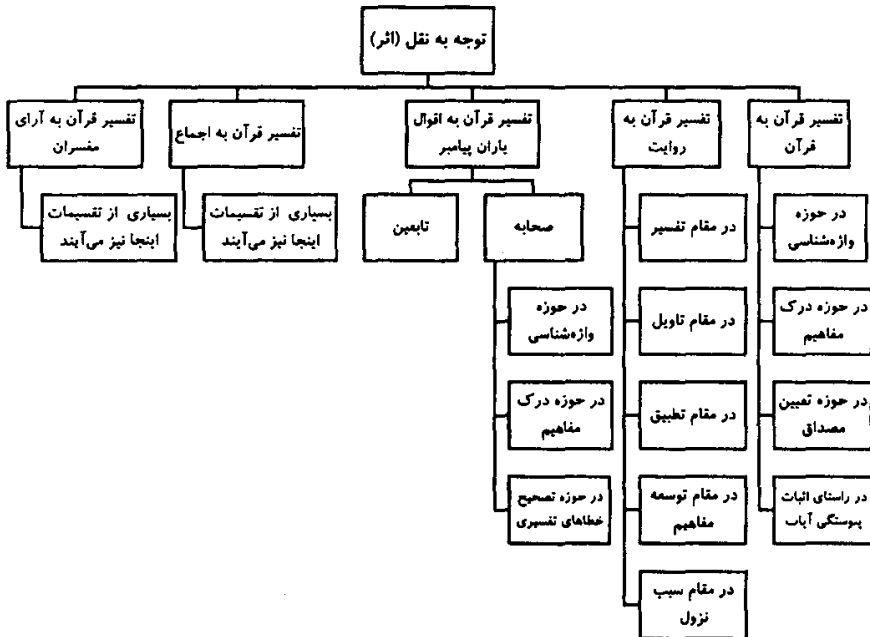 توجه به نقل (اثر)
تفسیر قرآن به
قرآن
در حوزه
واژه‌شناسی
در حوزه درک
مفاهیم
در حوزه تعیین
مصداق
در راستای اثبات
پیوستگی آیات
تفسیر قرآن به
روایت
در مقام تفسیر
در مقام تاویل
در مقام تطبیق
در مقام توسعه
مفاهیم
در مقام سبب
نزول
تفسیر قرآن به اقوال
یاران پیامبر
صحابه
در حوزه
واژه‌شناسی
در حوزه درک
مفاهیم
در حوزه تصحیح
خطاهای تفسیری
تابعین
تفسیر قرآن به اجماع
بسیاری از تقسیمات
اینجا نیز می‌آیند
تفسیر قرآن به آرای
مفسران
بسیاری از تقسیمات
اینجا نیز می‌آیند